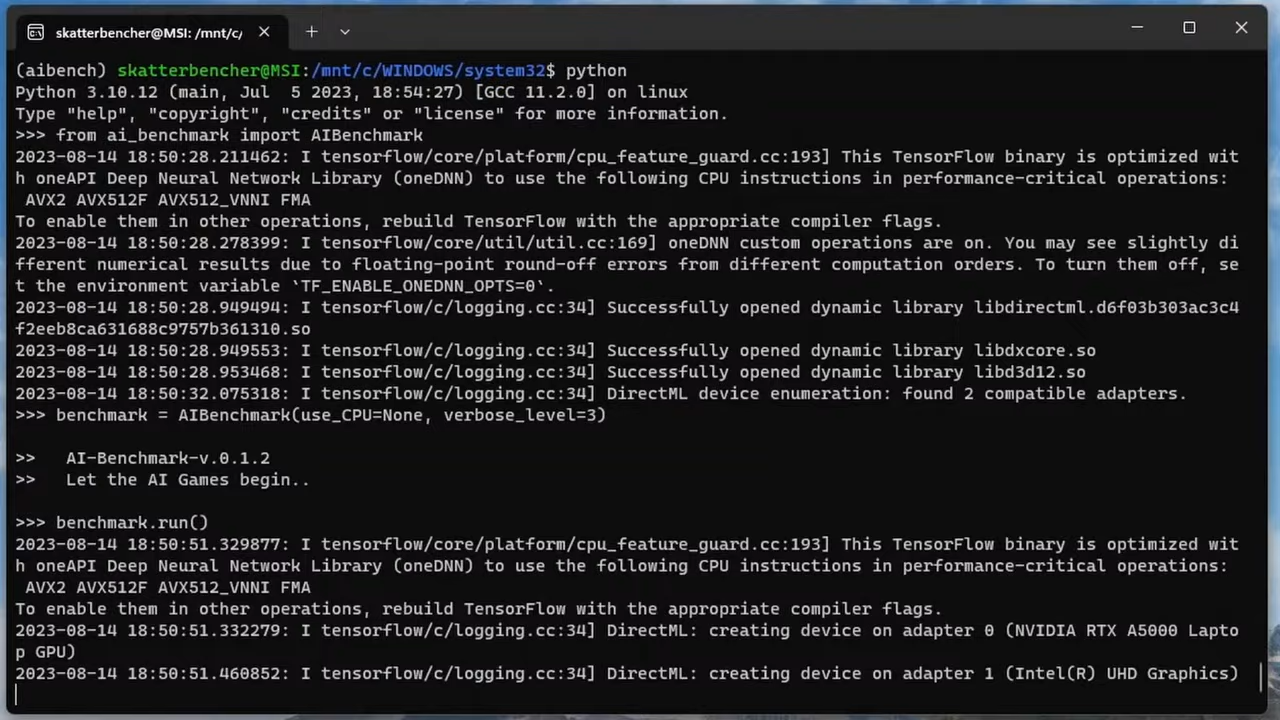 skatterbencher@MSI: /mnt/c/
(aibench) skatterbencher@MSI:/mnt/c/WINDOWS/system32$ python
Python 3.10.12 (main, Jul  5 2023, 18:54:27) [GCC 11.2.0] on linux
Type "help", "copyright", "credits" or "license" for more information.
>>> from ai_benchmark import AIBenchmark
2023-08-14 18:50:28.211462: I tensorflow/core/platform/cpu_feature_guard.cc:193] This TensorFlow binary is optimized wit
h oneAPI Deep Neural Network Library (oneDNN) to use the following CPU instructions in performance-critical operations:
 AVX2 AVX512F AVX512_VNNI FMA
To enable them in other operations, rebuild TensorFlow with the appropriate compiler flags.
2023-08-14 18:50:28.278399: I tensorflow/core/util/util.cc:169] oneDNN custom operations are on. You may see slightly di
fferent numerical results due to floating-point round-off errors from different computation orders. To turn them off, se
t the environment variable `TF_ENABLE_ONEDNN_OPTS=0`.
2023-08-14 18:50:28.949494: I tensorflow/c/logging.cc:34] Successfully opened dynamic library libdirectml.d6f03b303ac3c4
f2eeb8ca631688c9757b361310.so
2023-08-14 18:50:28.949553: I tensorflow/c/logging.cc:34] Successfully opened dynamic library libdxcore.so
2023-08-14 18:50:28.953468: I tensorflow/c/logging.cc:34] Successfully opened dynamic library libd3d12.so
2023-08-14 18:50:32.075318: I tensorflow/c/logging.cc:34] DirectML device enumeration: found 2 compatible adapters.
>>> benchmark = AIBenchmark(use_CPU=None, verbose_level=3)
>>   AI-Benchmark-v.0.1.2
>>   Let the AI Games begin..
>>> benchmark.run()
2023-08-14 18:50:51.329877: I tensorflow/core/platform/cpu_feature_guard.cc:193] This TensorFlow binary is optimized wit
h oneAPI Deep Neural Network Library (oneDNN) to use the following CPU instructions in performance-critical operations:
 AVX2 AVX512F AVX512_VNNI FMA
To enable them in other operations, rebuild TensorFlow with the appropriate compiler flags.
2023-08-14 18:50:51.332279: I tensorflow/c/logging.cc:34] DirectML: creating device on adapter 0 (NVIDIA RTX A5000 Lapto
p GPU)
2023-08-14 18:50:51.460852: I tensorflow/c/logging.cc:34] DirectML: creating device on adapter 1 (Intel(R) UHD Graphics)